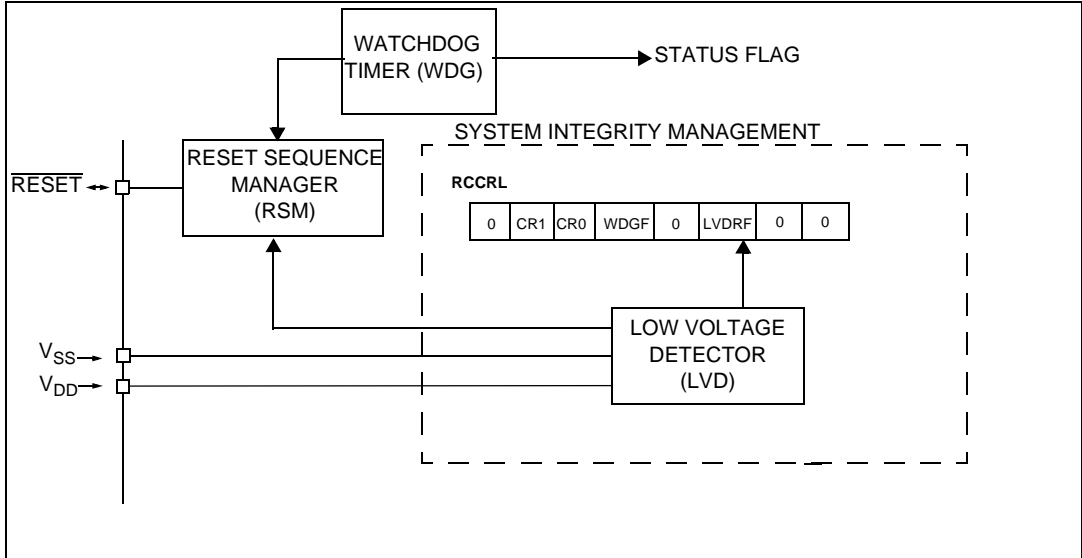 WATCHDOG
TIMER (WDG)
STATUS FLAG
SYSTEM INTEGRITY MANAGEMENT
RESET SEQUENCE
MANAGER
(RSM)
RESET
RCCRL
0 CR1 CR0 WDGF 0 LVDRF 0 0
LOW VOLTAGE
DETECTOR
(LVD)
VSS
VDD